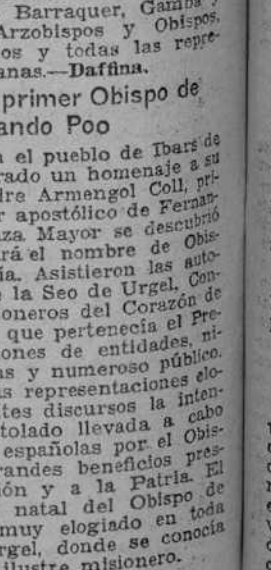 Barraquer, Gamba y
Arzobispos y Obispos,
os y todas las repre-
anas.—Daffina.
primer Obispo de
ando Poo
el pueblo de Ibars de
rado un homenaje a su
dre Armengol Coll, pri-
r apostólico de Fernan-
aza Mayor se descubrió
ará el nombre de Obis-
ía. Asistieron las auto-
e la Seo de Urgel, Con-
oneros del Corazón de
que pertenecía el Pre-
iones de entidades, ni-
as y numeroso público.
as representaciones elo-
tes discursos la inten-
tolado llevada a cabo
españolas por el Obis-
randes beneficios pres-
ión y a la Patria. El
natal del Obispo de
muy elogiado en toda
rgel, donde se conocía
ilustre misionero.